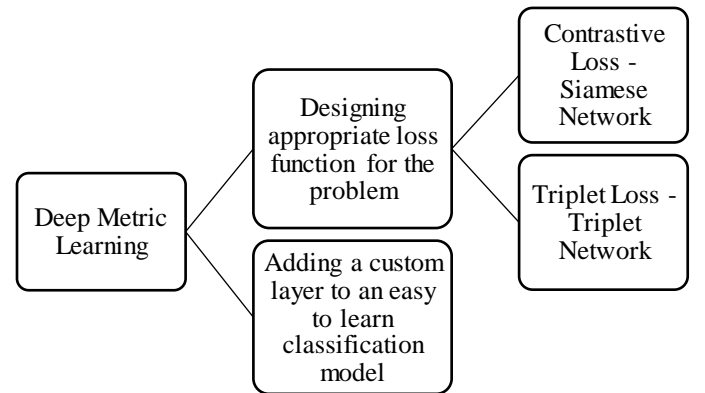 Deep Metric
Learning
Designing
appropriate loss
function for the
problem
Adding a custom
layer to an easy
to learn
classification
model
Contrastive
Loss -
Siamese
Network
Triplet Loss -
Triplet
Network